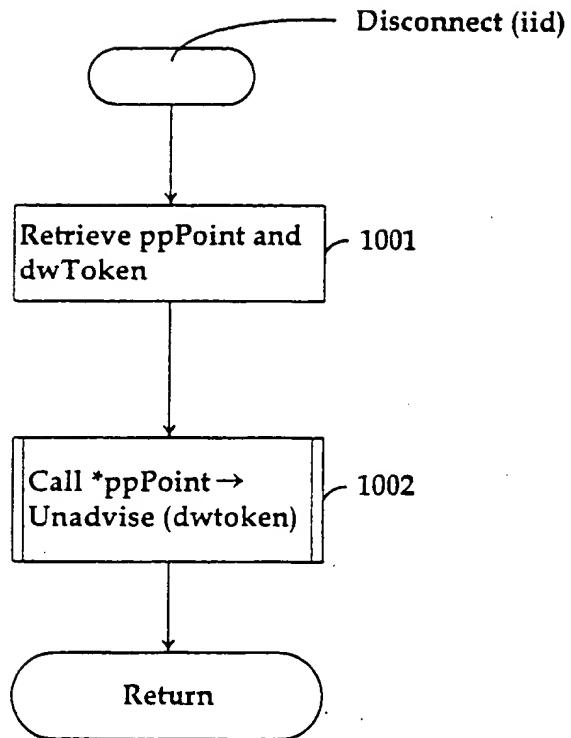 Disconnect (iid)
Retrieve ppPoint and
dwToken
1001
Call *ppPoint→
Unadvise (dwtoken)
1002
Return